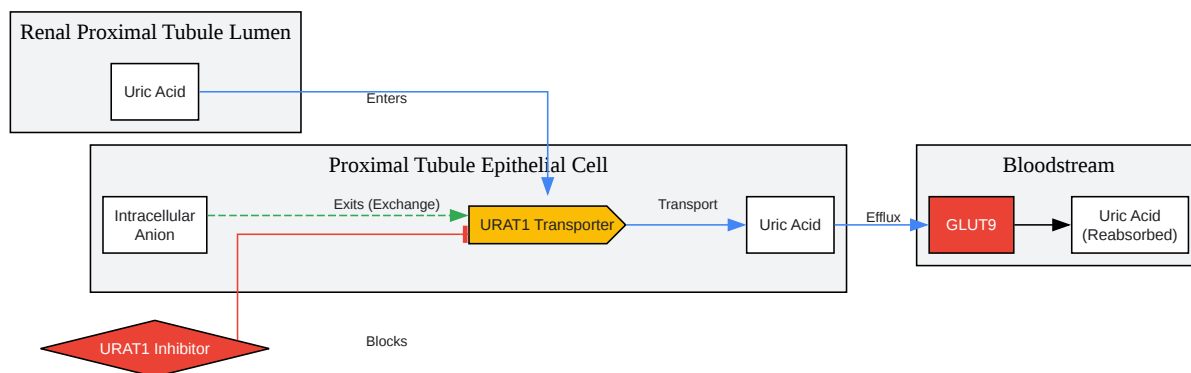 Renal Proximal Tubule Lumen
Uric Acid
Enters
Proximal Tubule Epithelial Cell
Bloodstream
Intracellular
Anion
Exits (Exchange)
URAT1 Transporter
Transport
Uric Acid
Efflux
GLUT9
Uric Acid
(Reabsorbed)
URAT1 Inhibitor
Blocks